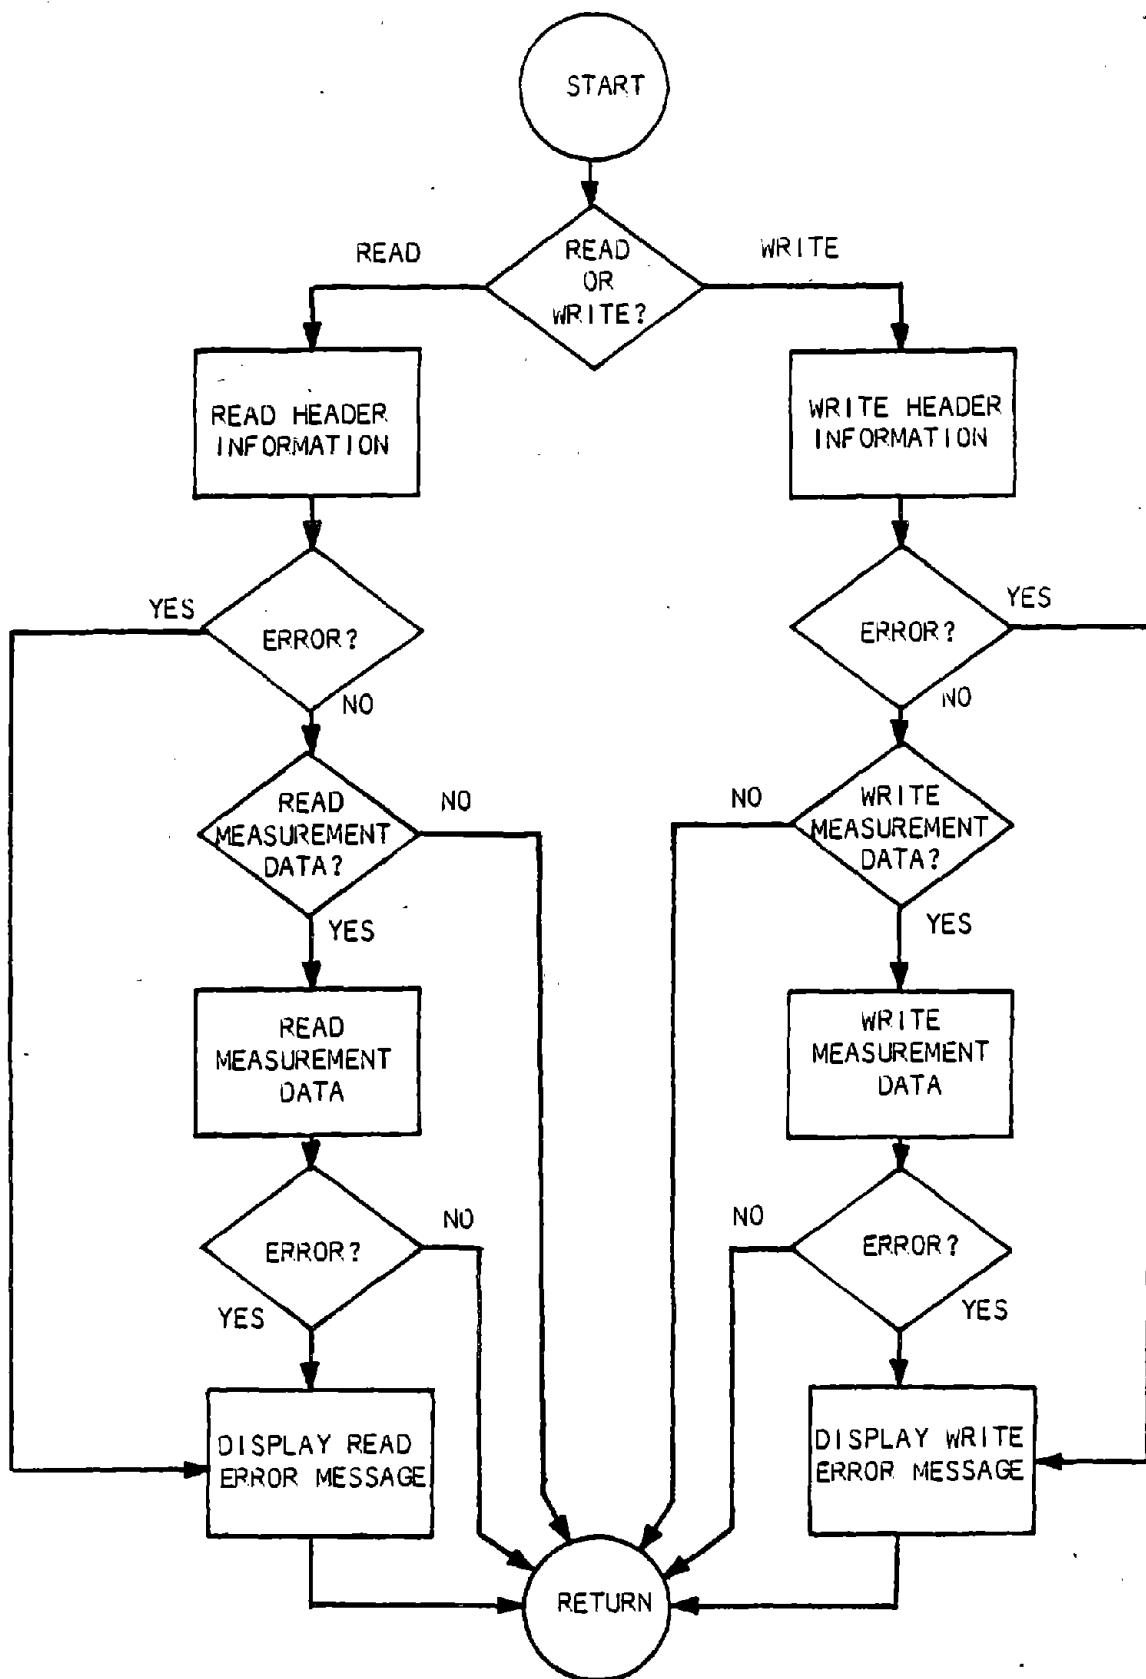 START
READ
OR
WRITE?
READ
WRITE
READ HEADER
INFORMATION
WRITE HEADER
INFORMATION
YES
ERROR?
NO
ERROR?
YES
NO
READ
MEASUREMENT
DATA?
NO
NO
WRITE
MEASUREMENT
DATA?
YES
YES
READ
MEASUREMENT
DATA
WRITE
MEASUREMENT
DATA
ERROR?
NO
YES
NO
ERROR?
YES
DISPLAY READ
ERROR MESSAGE
DISPLAY WRITE
ERROR MESSAGE
RETURN